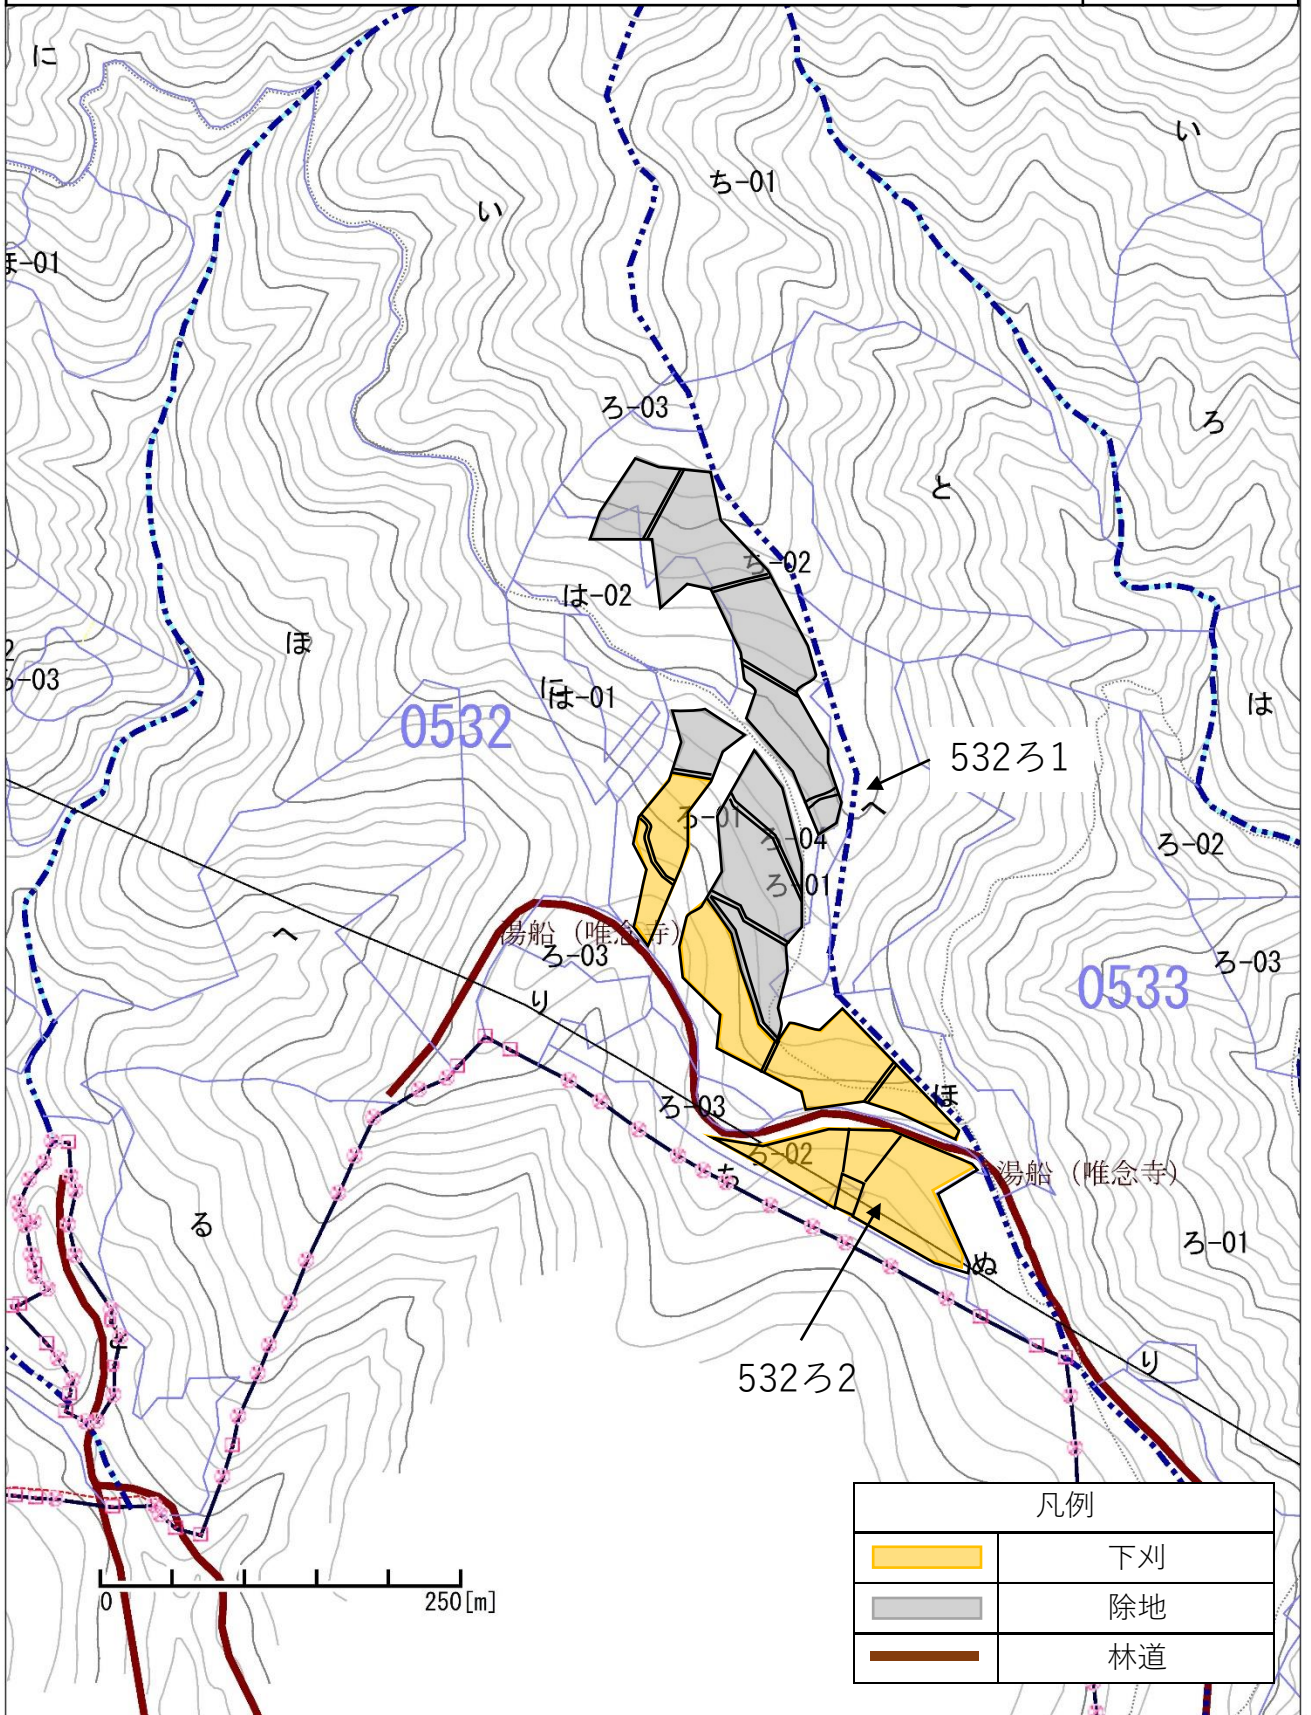 に
い
ち-01
い
ほ-01
ろ-03
ろ
と
ち-02
は-02
ほ
-03
に
は-01
は
0532
532ろ1
へ
ろ-01
ろ-04
ろ-02
ろ-01
へ
湯船（唯念寺）
ろ-03
ろ-03
0533
り
ほ
ろ-03
ろ-02
ち
湯船（唯念寺）
る
ろ-01
ぬ
と
り
532ろ2
凡例
下刈
除地
林道
0
250[m]